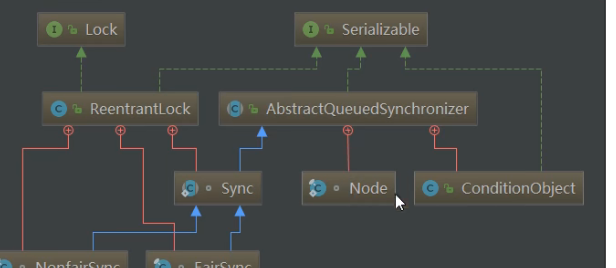 Lock
Serializable
ReentrantLock
AbstractQueuedSynchronizer
Sync
Node
ConditionObject
NonfairSync
FairSync